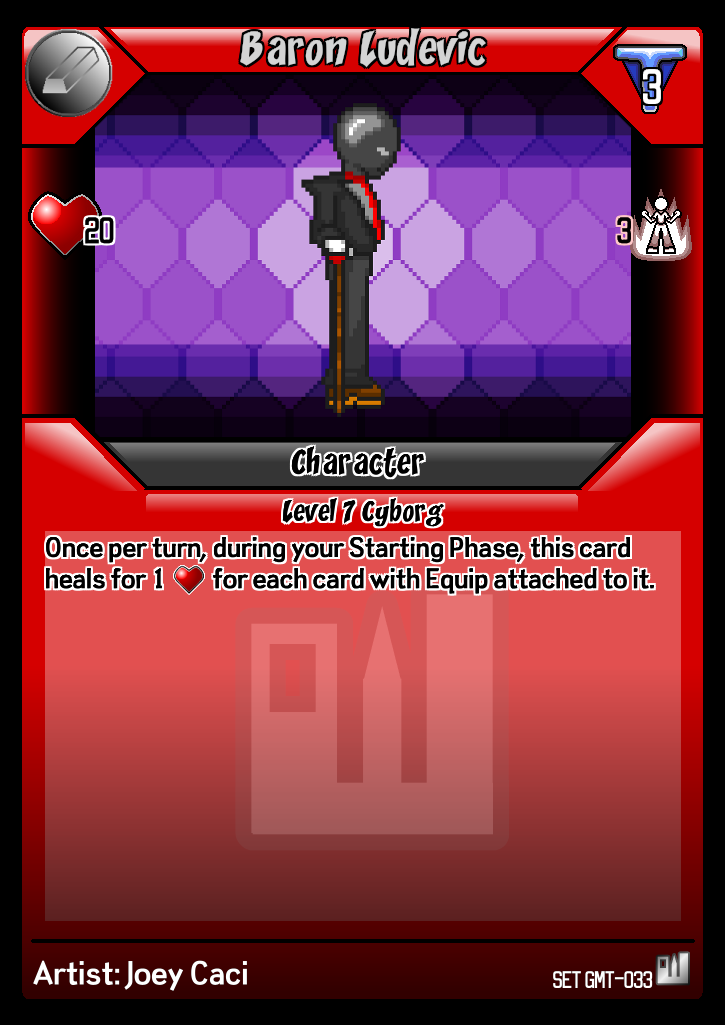 Baron Ludevic
3
20
3
Character
Level 7 Cyborg
Once per turn, during your Starting Phase, this card
heals for 1 for each card with Equip attached to it.
Artist: Joey Caci
SET GMT-033